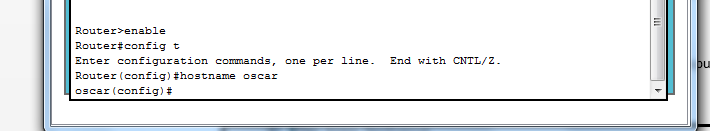 Router>enable
Router#config t
Enter configuration commands, one per line.  End with CNTL/Z.
Router(config)#hostname oscar
oscar(config)#